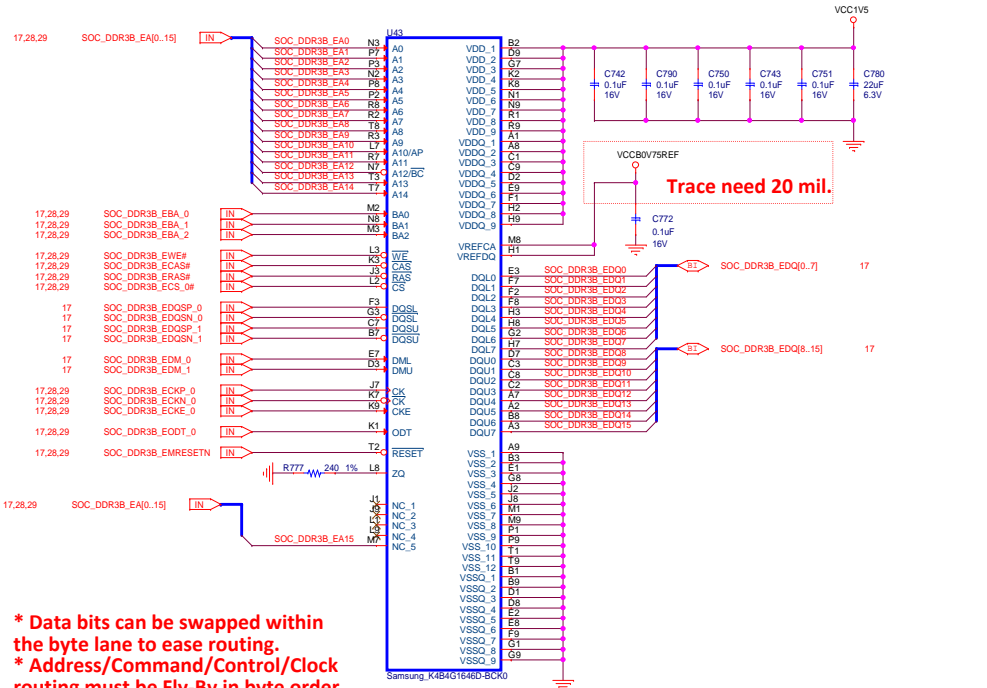 VCC1V5
U43
17,28,29 SOC_DDR3B_EA[0..15] IN
SOC_DDR3B_EA0 N3 A0
SOC_DDR3B_EA1 P7 A1
SOC_DDR3B_EA2 P3 A2
SOC_DDR3B_EA3 N2 A3
SOC_DDR3B_EA4 P8 A4
SOC_DDR3B_EA5 P2 A5
SOC_DDR3B_EA6 R8 A6
SOC_DDR3B_EA7 R2 A7
SOC_DDR3B_EA8 T8 A8
SOC_DDR3B_EA9 R3 A9
SOC_DDR3B_EA10 L7 A10/AP
SOC_DDR3B_EA11 R7 A11
SOC_DDR3B_EA12 N7 A12/BC
SOC_DDR3B_EA13 T3 A13
SOC_DDR3B_EA14 T7 A14
17,28,29 SOC_DDR3B_EBA_0 IN M2 BA0
17,28,29 SOC_DDR3B_EBA_1 IN N8 BA1
17,28,29 SOC_DDR3B_EBA_2 IN M3 BA2
17,28,29 SOC_DDR3B_EWE# IN L3 WE
17,28,29 SOC_DDR3B_ECAS# IN K3 CAS
17,28,29 SOC_DDR3B_ERAS# IN J3 RAS
17,28,29 SOC_DDR3B_ECS_0# IN L2 CS
17 SOC_DDR3B_EDQSP_0 IN F3 DQSL
17 SOC_DDR3B_EDQSN_0 IN G3 DQSL
17 SOC_DDR3B_EDQSP_1 IN C7 DQSU
17 SOC_DDR3B_EDQSN_1 IN B7 DQSU
17 SOC_DDR3B_EDM_0 IN E7 DML
17 SOC_DDR3B_EDM_1 IN D3 DMU
17,28,29 SOC_DDR3B_ECKP_0 IN J7 CK
17,28,29 SOC_DDR3B_ECKN_0 IN K7 CK
17,28,29 SOC_DDR3B_ECKE_0 IN K9 CKE
17,28,29 SOC_DDR3B_EODT_0 IN K1 ODT
17,28,29 SOC_DDR3B_EMRESETN IN T2 RESET
R777 240 1% L8 ZQ
J1 NC_1
J9 NC_2
L1 NC_3
L9 NC_4
17,28,29 SOC_DDR3B_EA[0..15] IN
SOC_DDR3B_EA15 M7 NC_5
VDD_1 B2
VDD_2 D9
VDD_3 G7
VDD_4 K2
VDD_5 K8
VDD_6 N1
VDD_7 N9
VDD_8 R1
VDD_9 R9
VDDQ_1 A1
VDDQ_2 A8
VDDQ_3 C1
VDDQ_4 C9
VDDQ_5 D2
VDDQ_6 E9
VDDQ_7 F1
VDDQ_8 H2
VDDQ_9 H9
C742 0.1uF 16V
C790 0.1uF 16V
C750 0.1uF 16V
C743 0.1uF 16V
C751 0.1uF 16V
C780 22uF 6.3V
VCCB0V75REF
Trace need 20 mil.
C772 0.1uF 16V
VREFCA M8
VREFDQ H1
DQL0 E3 SOC_DDR3B_EDQ0
DQL1 F7 SOC_DDR3B_EDQ1
DQL2 F2 SOC_DDR3B_EDQ2
DQL3 F8 SOC_DDR3B_EDQ3
DQL4 H3 SOC_DDR3B_EDQ4
DQL5 H8 SOC_DDR3B_EDQ5
DQL6 G2 SOC_DDR3B_EDQ6
DQL7 H7 SOC_DDR3B_EDQ7
DQU0 D7 SOC_DDR3B_EDQ8
DQU1 C3 SOC_DDR3B_EDQ9
DQU2 C8 SOC_DDR3B_EDQ10
DQU3 C2 SOC_DDR3B_EDQ11
DQU4 A7 SOC_DDR3B_EDQ12
DQU5 A2 SOC_DDR3B_EDQ13
DQU6 B8 SOC_DDR3B_EDQ14
DQU7 A3 SOC_DDR3B_EDQ15
BI SOC_DDR3B_EDQ[0..7] 17
BI SOC_DDR3B_EDQ[8..15] 17
VSS_1 A9
VSS_2 B3
VSS_3 E1
VSS_4 G8
VSS_5 J2
VSS_6 J8
VSS_7 M1
VSS_8 M9
VSS_9 P1
VSS_10 P9
VSS_11 T1
VSS_12 T9
VSSQ_1 B1
VSSQ_2 B9
VSSQ_3 D1
VSSQ_4 D8
VSSQ_5 E2
VSSQ_6 E8
VSSQ_7 F9
VSSQ_8 G1
VSSQ_9 G9
Samsung_K4B4G1646D-BCK0
* Data bits can be swapped within
the byte lane to ease routing.
* Address/Command/Control/Clock
routing must be Fly-By in byte order